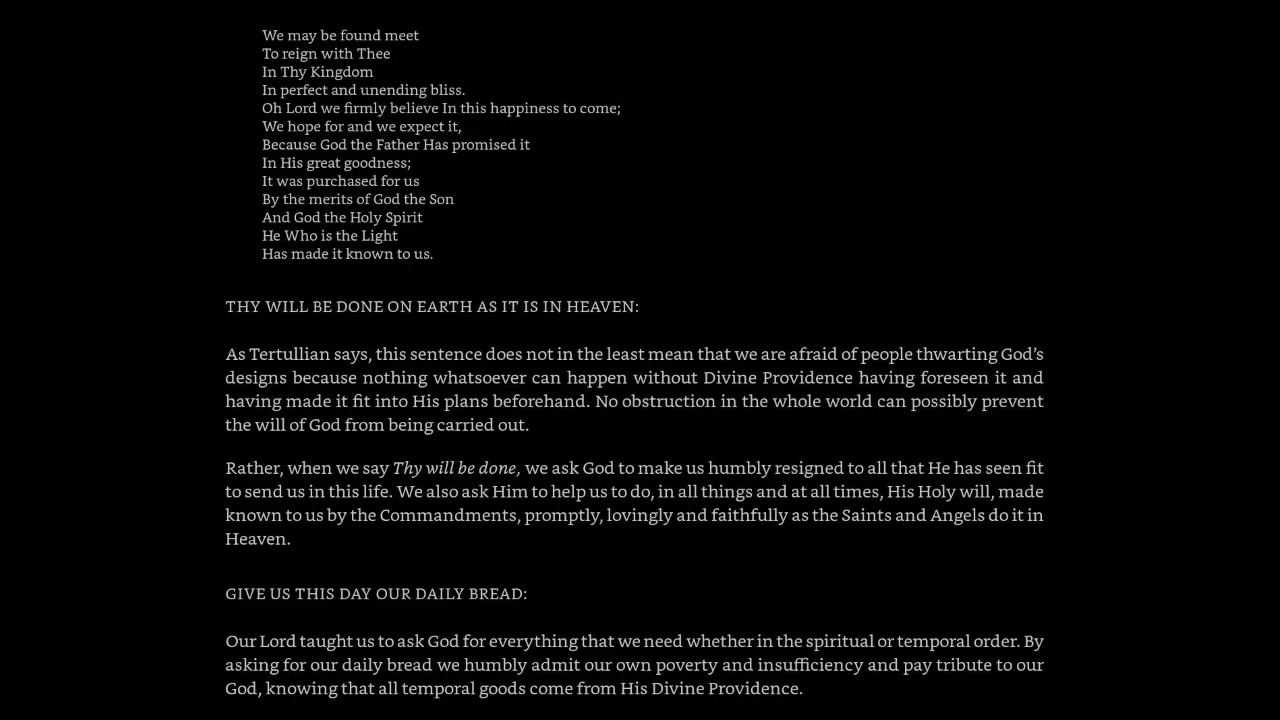 We may be found meet
To reign with Thee
In Thy Kingdom
In perfect and unending bliss.
Oh Lord we firmly believe In this happiness to come;
We hope for and we expect it,
Because God the Father Has promised it
In His great goodness;
It was purchased for us
By the merits of God the Son
And God the Holy Spirit
He Who is the Light
Has made it known to us.
THY WILL BE DONE ON EARTH AS IT IS IN HEAVEN:
As Tertullian says, this sentence does not in the least mean that we are afraid of people thwarting God’s
designs because nothing whatsoever can happen without Divine Providence having foreseen it and
having made it fit into His plans beforehand. No obstruction in the whole world can possibly prevent
the will of God from being carried out.
Rather, when we say Thy will be done, we ask God to make us humbly resigned to all that He has seen fit
to send us in this life. We also ask Him to help us to do, in all things and at all times, His Holy will, made
known to us by the Commandments, promptly, lovingly and faithfully as the Saints and Angels do it in
Heaven.
GIVE US THIS DAY OUR DAILY BREAD:
Our Lord taught us to ask God for everything that we need whether in the spiritual or temporal order. By
asking for our daily bread we humbly admit our own poverty and insufficiency and pay tribute to our
God, knowing that all temporal goods come from His Divine Providence.